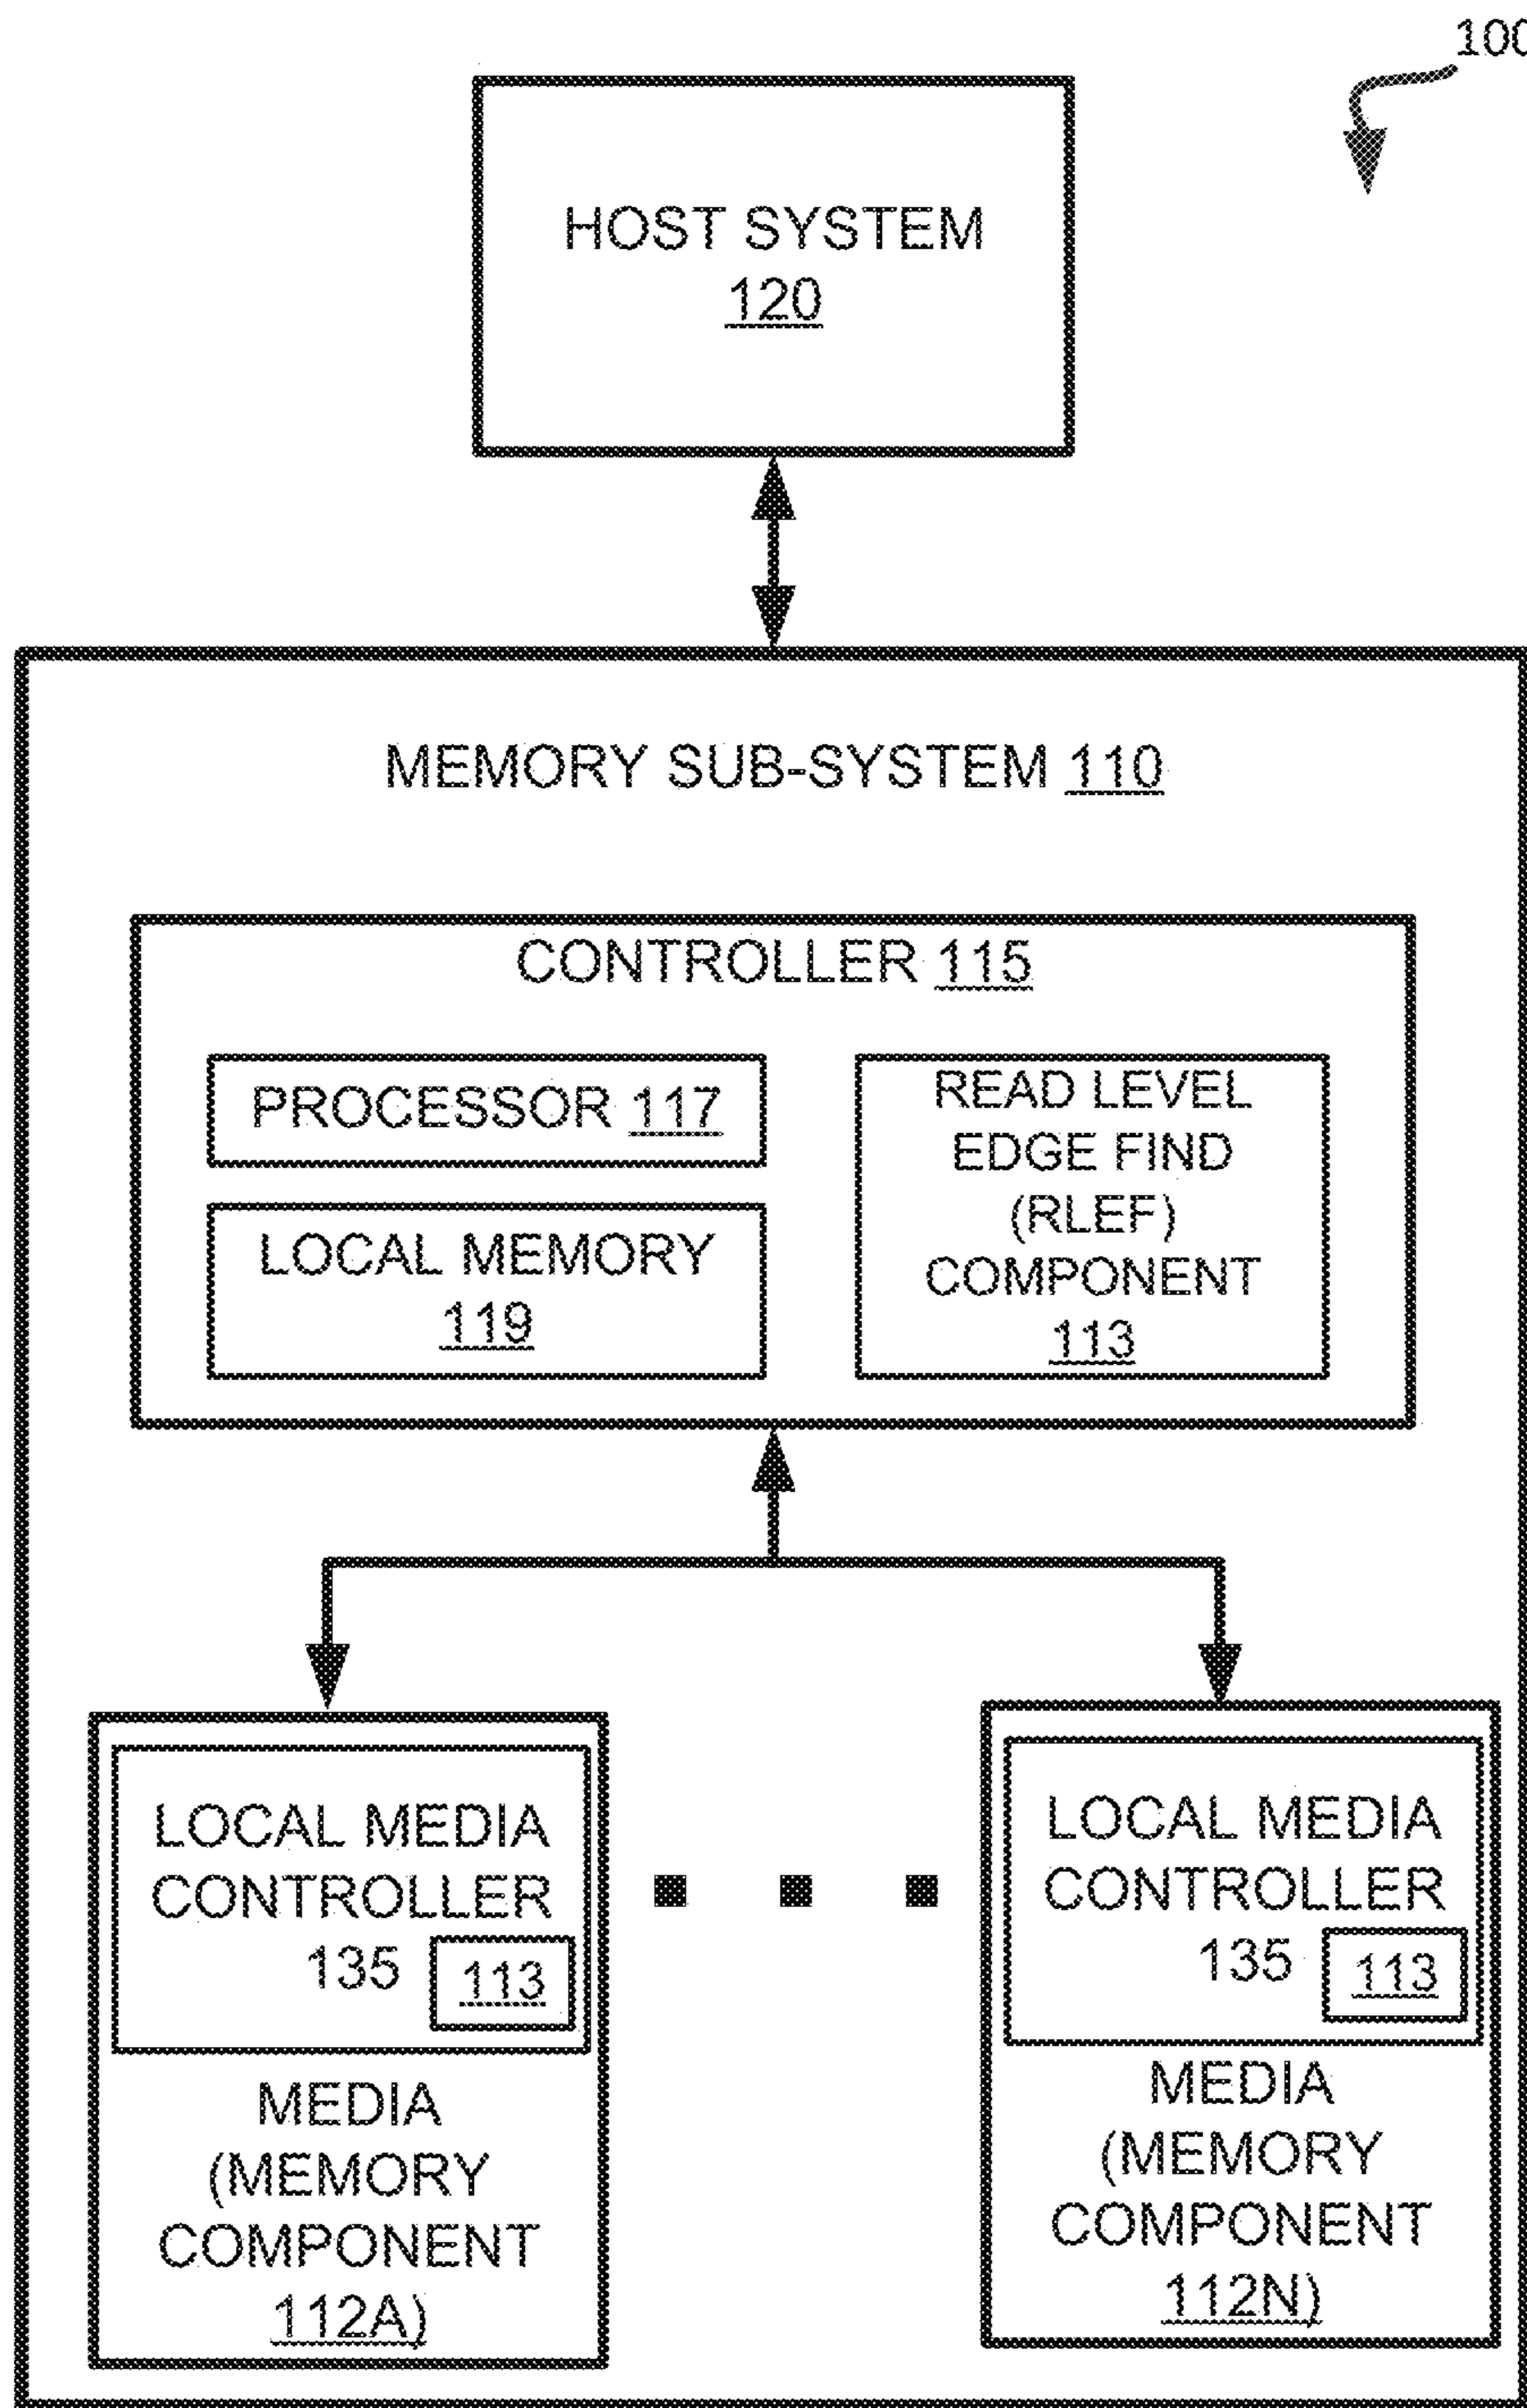 100
HOST SYSTEM
120
MEMORY SUB-SYSTEM 110
CONTROLLER 115
PROCESSOR 117
LOCAL MEMORY
119
READ LEVEL
EDGE FIND
(RLEF)
COMPONENT
113
LOCAL MEDIA
CONTROLLER
135 113
MEDIA
(MEMORY
COMPONENT
112A)
LOCAL MEDIA
CONTROLLER
135 113
MEDIA
(MEMORY
COMPONENT
112N)